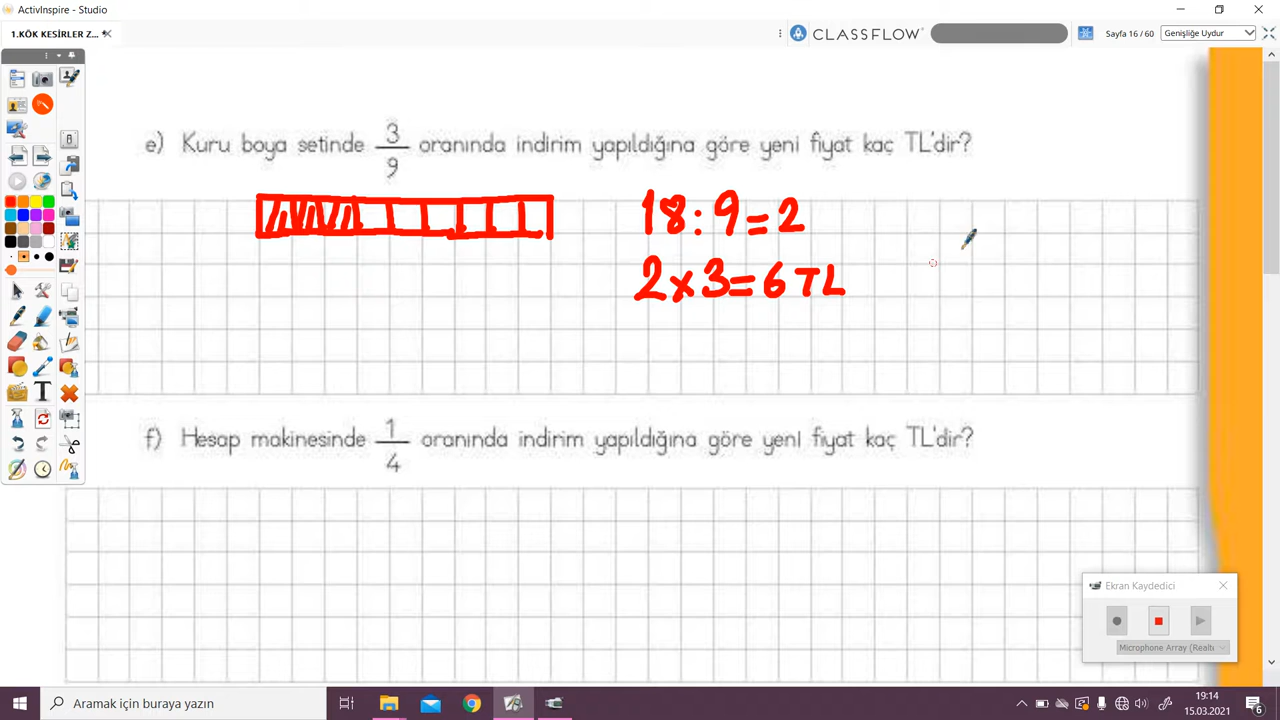 ActivInspire - Studio
1.KÖK KESİRLER Z...
CLASSFLOW
Sayfa 16 / 60
Genişliğe Uydur
e) Kuru boya setinde 3/9 oranında indirim yapıldığına göre yeni fiyat kaç TL'dir?
18:9=2
2x3=6 TL
f) Hesap makinesinde 1/4 oranında indirim yapıldığına göre yeni fiyat kaç TL'dir?
Ekran Kaydedici
Microphone Array (Realte
Aramak için buraya yazın
19:14
15.03.2021
6